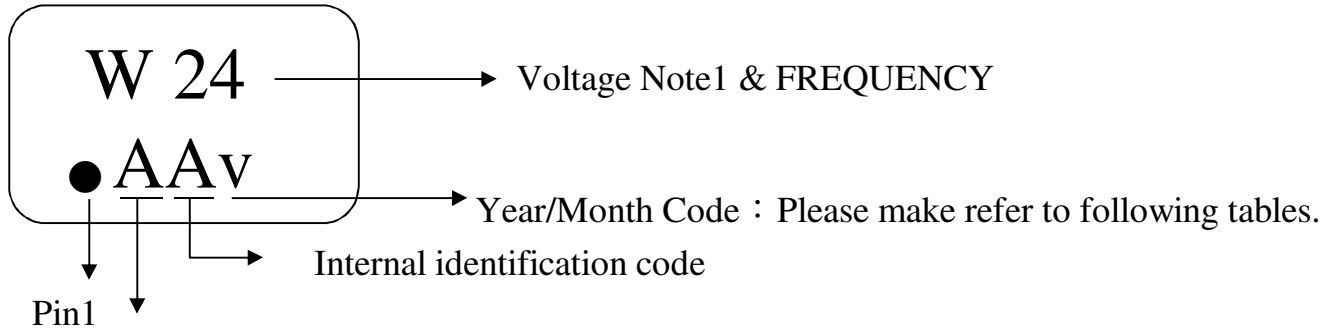 W 24 Voltage Note1 & FREQUENCY
●AAv
Year/Month Code：Please make refer to following tables.
Internal identification code
Pin1